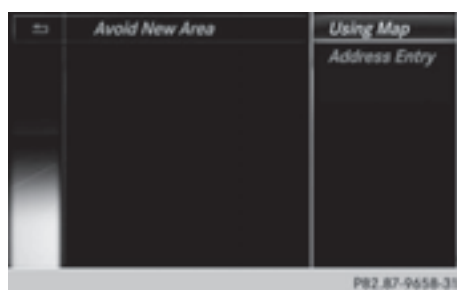 Avoid New Area
Using Map
Address Entry
P82.87-9658-31